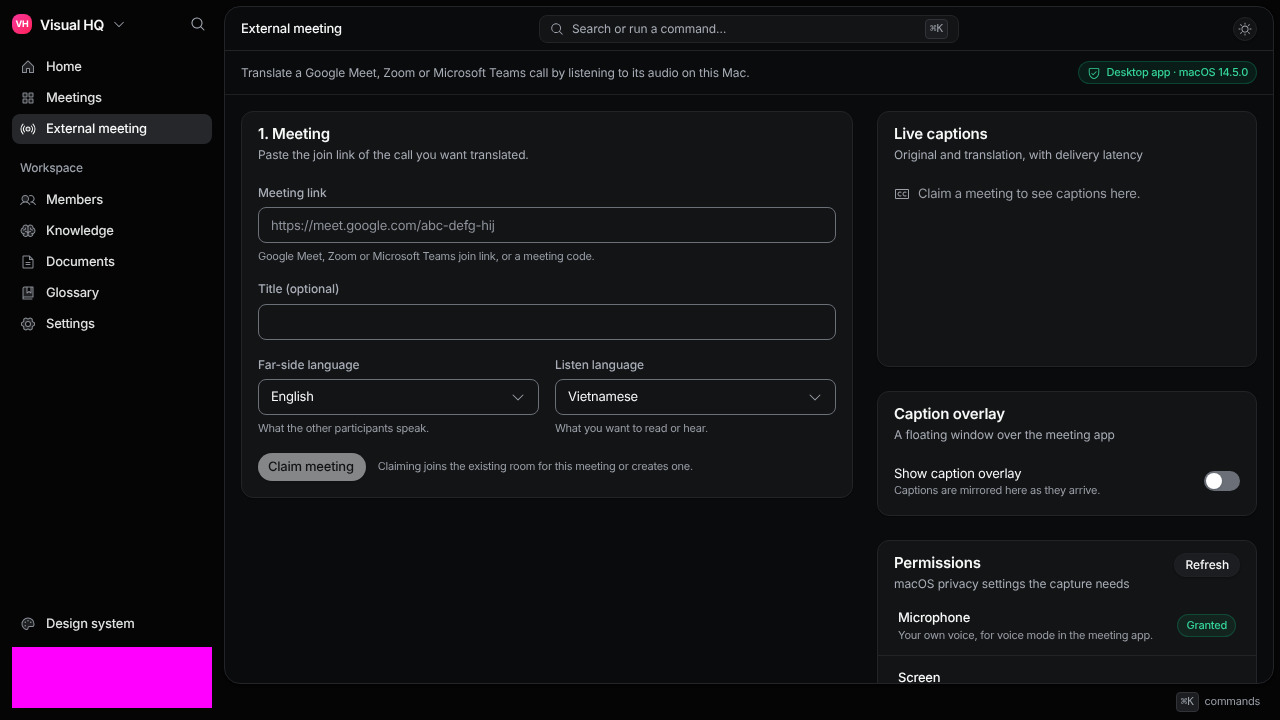 VH Visual HQ
Home
Meetings
External meeting
Workspace
Members
Knowledge
Documents
Glossary
Settings
Design system
External meeting
Search or run a command...
⌘K
Translate a Google Meet, Zoom or Microsoft Teams call by listening to its audio on this Mac.
Desktop app · macOS 14.5.0
1. Meeting
Paste the join link of the call you want translated.
Meeting link
https://meet.google.com/abc-defg-hij
Google Meet, Zoom or Microsoft Teams join link, or a meeting code.
Title (optional)
Far-side language
English
What the other participants speak.
Listen language
Vietnamese
What you want to read or hear.
Claim meeting
Claiming joins the existing room for this meeting or creates one.
Live captions
Original and translation, with delivery latency
CC Claim a meeting to see captions here.
Caption overlay
A floating window over the meeting app
Show caption overlay
Captions are mirrored here as they arrive.
Permissions
Refresh
macOS privacy settings the capture needs
Microphone
Your own voice, for voice mode in the meeting app.
Granted
Screen
⌘K commands